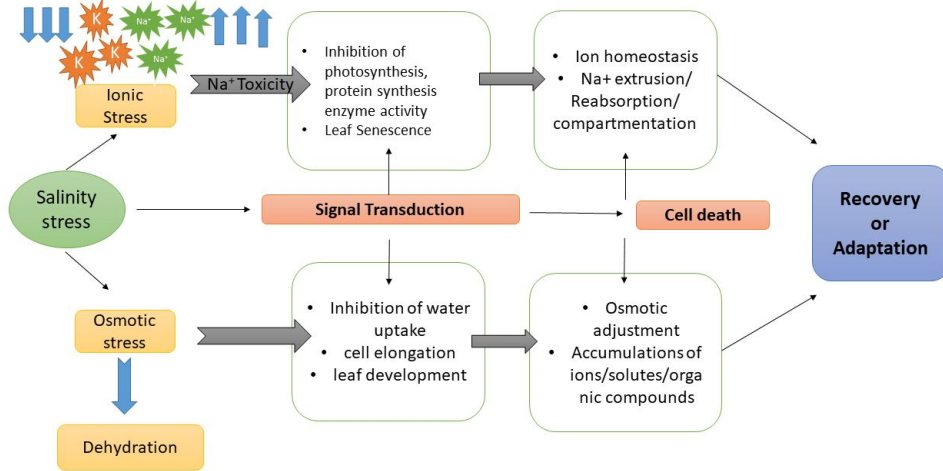 K
Na⁺
Na⁺
K
K
Na⁺
Ionic
Stress
Na⁺ Toxicity
• Inhibition of
photosynthesis,
protein synthesis
enzyme activity
• Leaf Senescence
• Ion homeostasis
• Na+ extrusion/
Reabsorption/
compartmentation
Salinity
stress
Signal Transduction
Cell death
Recovery
or
Adaptation
Osmotic
stress
• Inhibition of water
uptake
• cell elongation
• leaf development
• Osmotic
adjustment
• Accumulations of
ions/solutes/orga
nic compounds
Dehydration